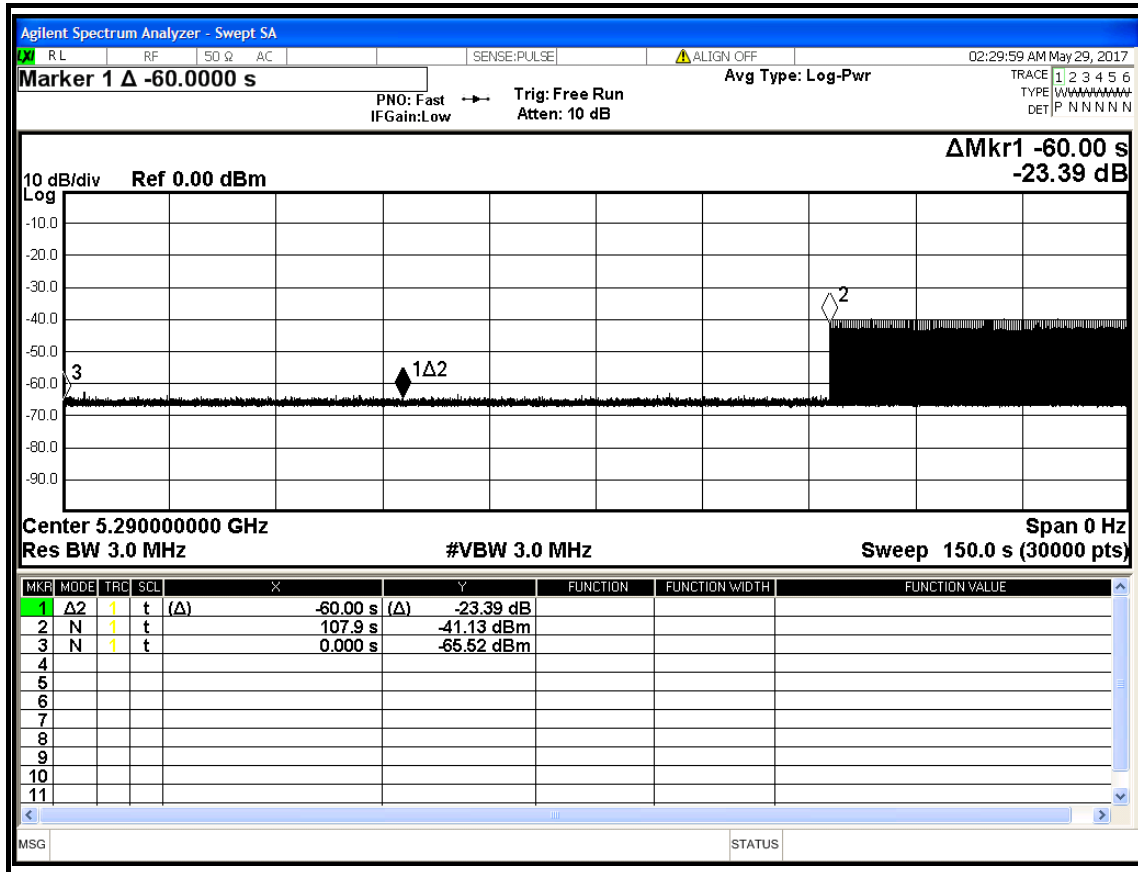 Agilent Spectrum Analyzer - Swept SA
LXI RL RF 50 Ω AC SENSE:PULSE ALIGN OFF 02:29:59 AM May 29, 2017
Marker 1 Δ -60.0000 s
Avg Type: Log-Pwr
TRACE 1 2 3 4 5 6
PNO: Fast Trig: Free Run
TYPE WWWWWW
IFGain:Low Atten: 10 dB
DET P N N N N N
ΔMkr1 -60.00 s
10 dB/div Ref 0.00 dBm -23.39 dB
Log
-10.0
-20.0
-30.0
2
-40.0
-50.0
3 1Δ2
-60.0
-70.0
-80.0
-90.0
Center 5.290000000 GHz Span 0 Hz
Res BW 3.0 MHz #VBW 3.0 MHz Sweep 150.0 s (30000 pts)
MKR MODE TRC SCL X Y FUNCTION FUNCTION WIDTH FUNCTION VALUE
1 Δ2 1 t (Δ) -60.00 s (Δ) -23.39 dB
2 N 1 t 107.9 s -41.13 dBm
3 N 1 t 0.000 s -65.52 dBm
4
5
6
7
8
9
10
11
MSG STATUS